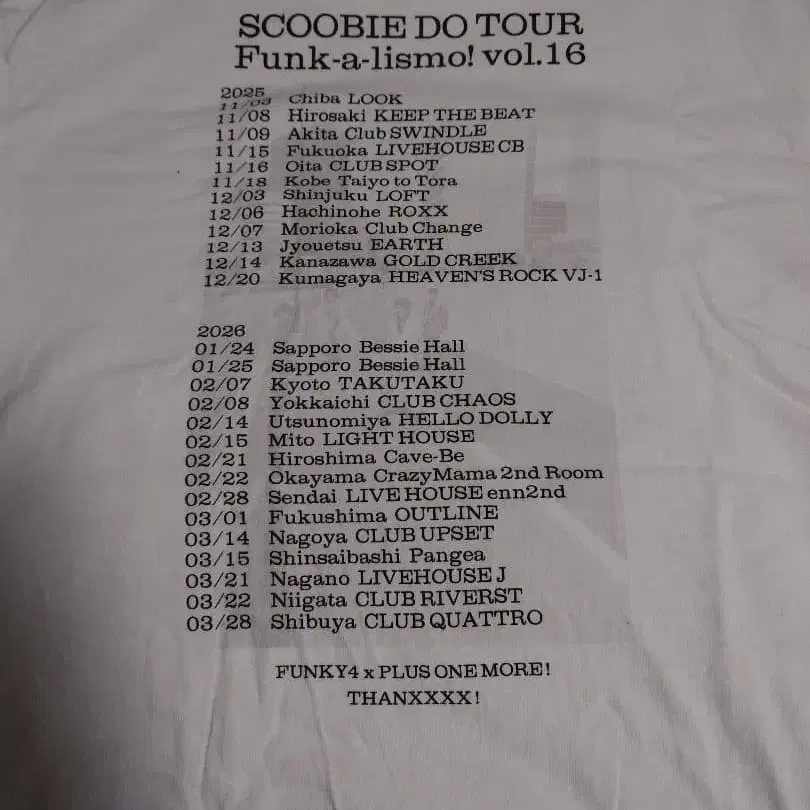 SCOOBIE DO TOUR
Funk-a-lismo! vol.16
2025
11/03 Chiba LOOK
11/08 Hirosaki KEEP THE BEAT
11/09 Akita Club SWINDLE
11/15 Fukuoka LIVEHOUSE CB
11/16 Oita CLUB SPOT
11/18 Kobe Taiyo to Tora
12/03 Shinjuku LOFT
12/06 Hachinohe ROXX
12/07 Morioka Club Change
12/13 Jyouetsu EARTH
12/14 Kanazawa GOLD CREEK
12/20 Kumagaya HEAVEN'S ROCK VJ-1
2026
01/24 Sapporo Bessie Hall
01/25 Sapporo Bessie Hall
02/07 Kyoto TAKUTAKU
02/08 Yokkaichi CLUB CHAOS
02/14 Utsunomiya HELLO DOLLY
02/15 Mito LIGHT HOUSE
02/21 Hiroshima Cave-Be
02/22 Okayama CrazyMama 2nd Room
02/28 Sendai LIVE HOUSE enn2nd
03/01 Fukushima OUTLINE
03/14 Nagoya CLUB UPSET
03/15 Shinsaibashi Pangea
03/21 Nagano LIVEHOUSE J
03/22 Niigata CLUB RIVERST
03/28 Shibuya CLUB QUATTRO
FUNKY4 x PLUS ONE MORE!
THANXXXX!